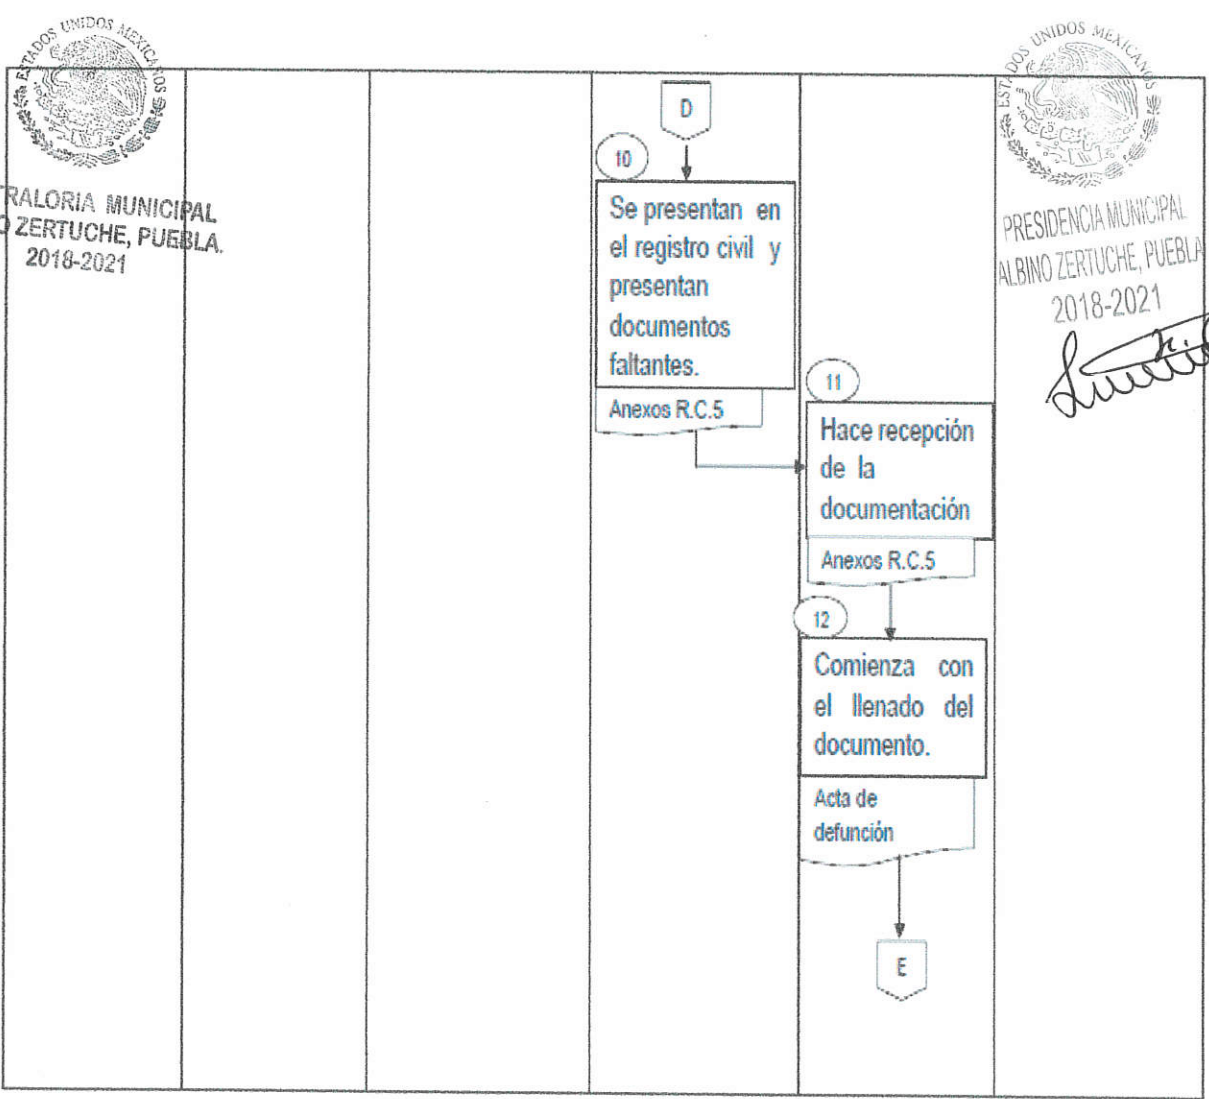 ESTADOS UNIDOS MEXICANOS
RALORIA MUNICIPAL
O ZERTUCHE, PUEBLA.
2018-2021
D
10
Se presentan en
el registro civil y
presentan
documentos
faltantes.
Anexos R.C.5
11
Hace recepción
de la
documentación
Anexos R.C.5
12
Comienza con
el llenado del
documento.
Acta de
defunción
E
ESTADOS UNIDOS MEXICANOS
PRESIDENCIA MUNICIPAL
ALBINO ZERTUCHE, PUEBLA
2018-2021